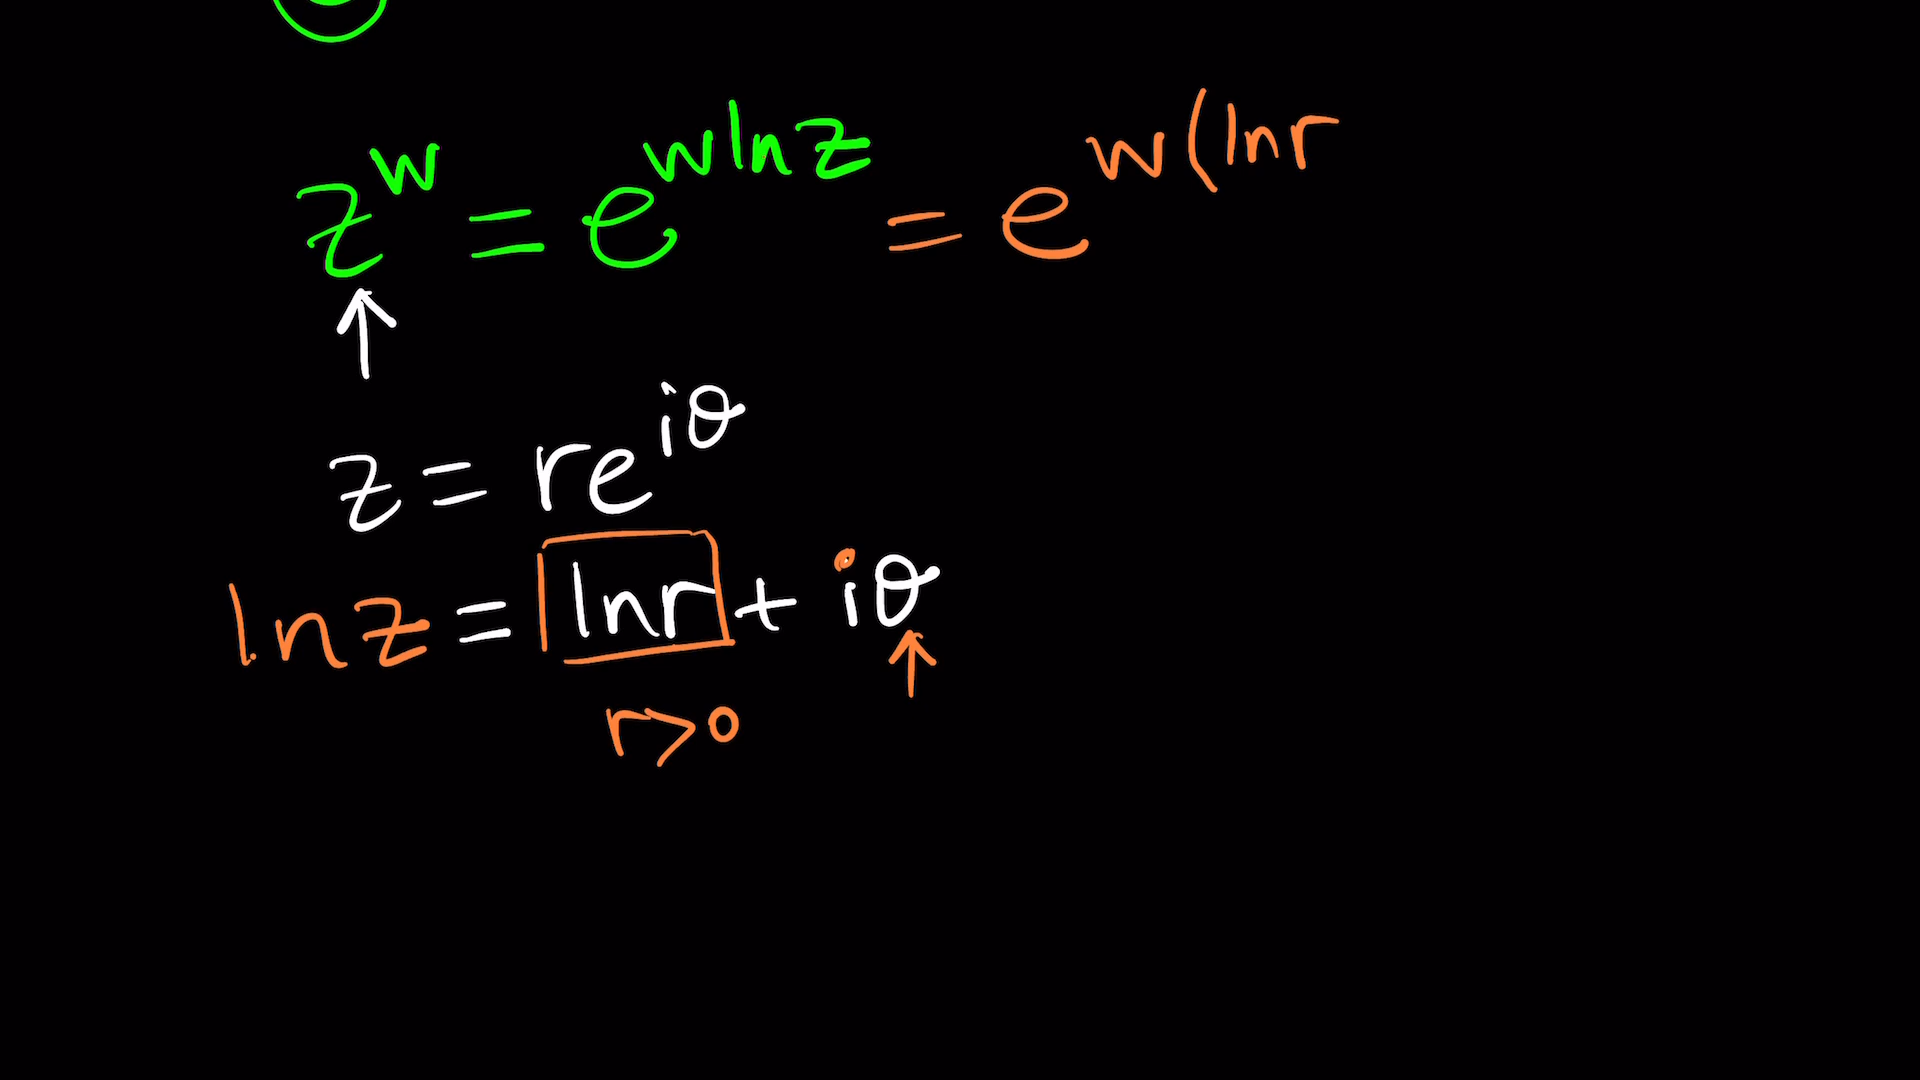 z^w = e^{w ln z} = e^{w(ln r
z = re^{iθ}
ln z = ln r + iθ
r > 0